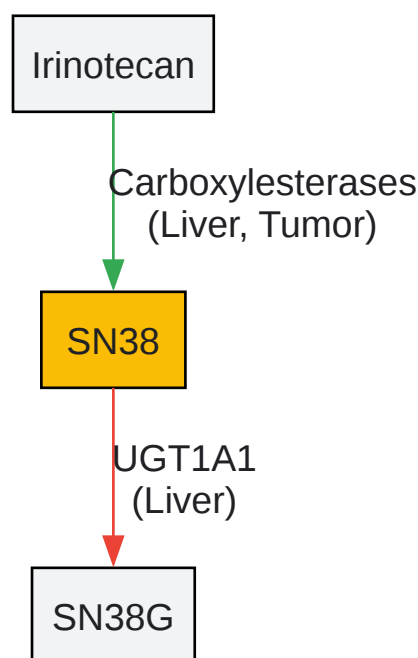 Irinotecan
Carboxylesterases
(Liver, Tumor)
SN38
UGT1A1
(Liver)
SN38G